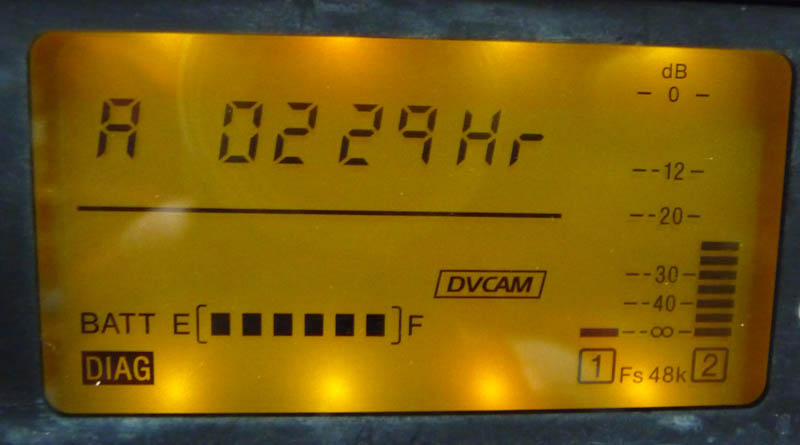 A 0229Hr
dB
0
--12
--20
DVCAM
--30
--40
BATT E[ ]F
--∞
DIAG
1 Fs 48k 2